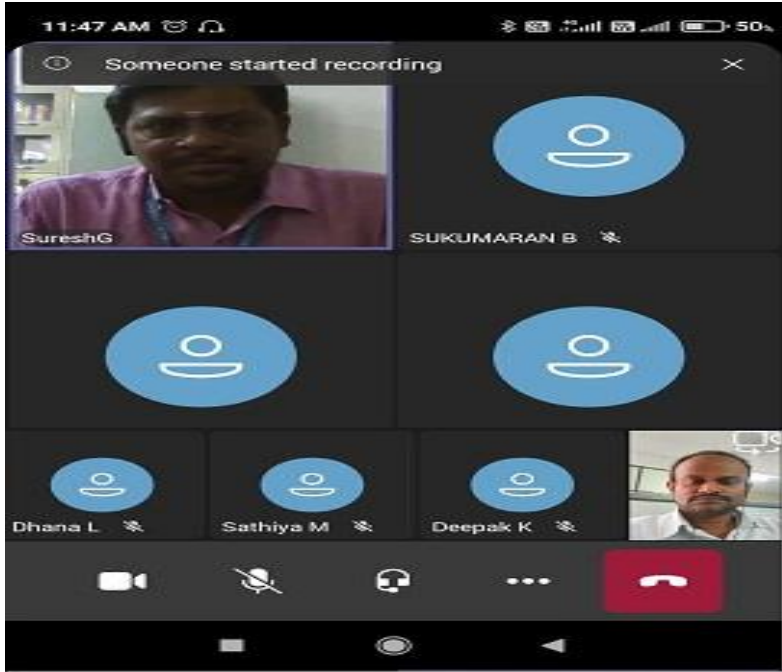 11:47 AM 50%
Someone started recording
SureshG
SUKUMARAN B
Dhana L
Sathiya M
Deepak K